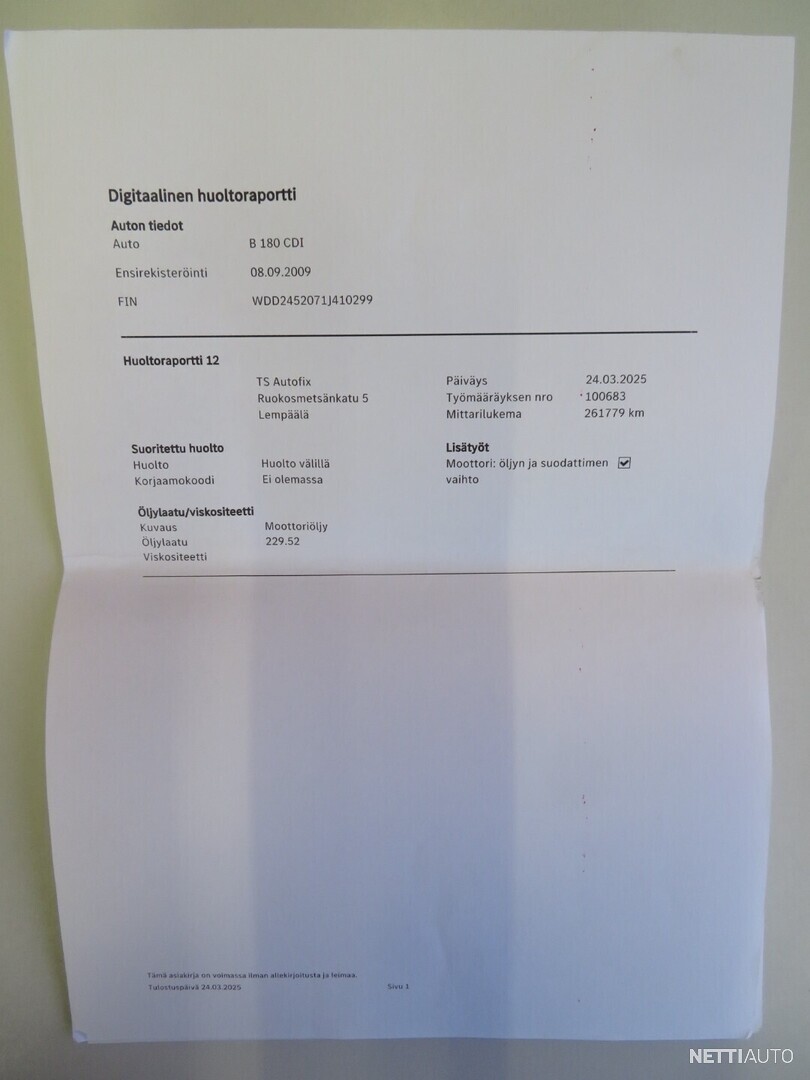 Digitaalinen huoltoraportti
Auton tiedot
Auto B 180 CDI
Ensirekisteröinti 08.09.2009
FIN WDD2452071J410299
Huoltoraportti 12
TS Autofix Päiväys 24.03.2025
Ruokosmetsänkatu 5 Työmääräyksen nro 100683
Lempäälä Mittarilukema 261779 km
Suoritettu huolto Lisätyöt
Huolto Huolto välillä Moottori: öljyn ja suodattimen ☑
Korjaamokoodi Ei olemassa vaihto
Öljylaatu/viskositeetti
Kuvaus Moottoriöljy
Öljylaatu 229.52
Viskositeetti
Tämä asiakirja on voimassa ilman allekirjoitusta ja leimaa.
Tulostuspäivä 24.03.2025 Sivu 1
NETTIAUTO